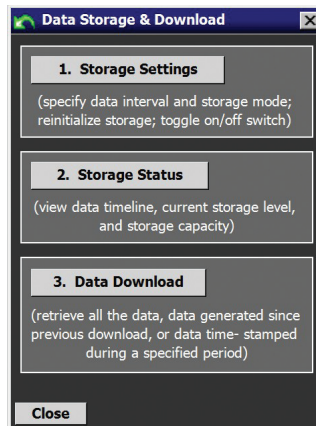 Data Storage & Download
1. Storage Settings
(specify data interval and storage mode;
reinitialize storage; toggle on/off switch)
2. Storage Status
(view data timeline, current storage level,
and storage capacity)
3. Data Download
(retrieve all the data, data generated since
previous download, or data time- stamped
during a specified period)
Close